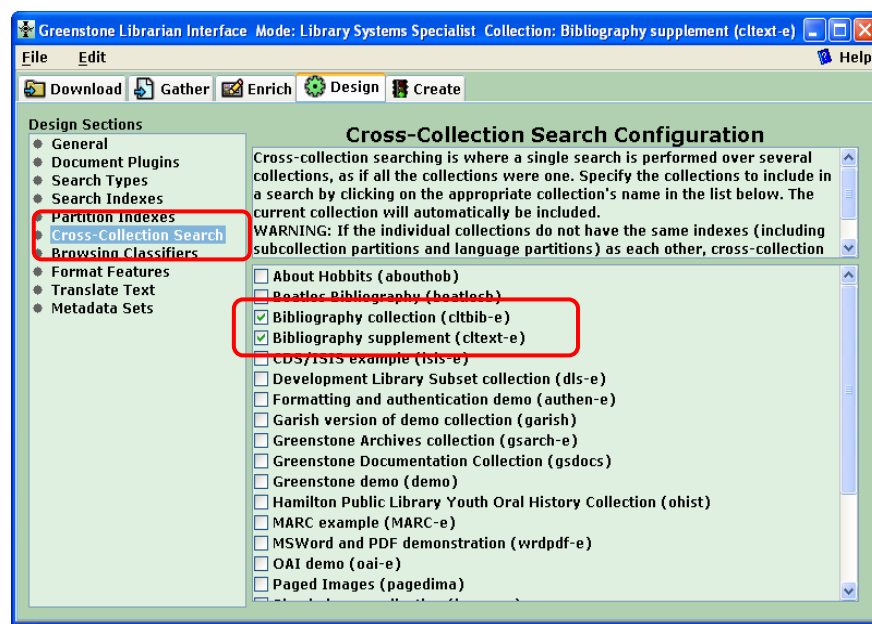 Greenstone Librarian Interface Mode: Library Systems Specialist Collection: Bibliography supplement (cltext-e)
File Edit Help
Download Gather Enrich Design Create
Design Sections
General
Document Plugins
Search Types
Search Indexes
Partition Indexes
Cross-Collection Search
Browsing Classifiers
Format Features
Translate Text
Metadata Sets
Cross-Collection Search Configuration
Cross-collection searching is where a single search is performed over several
collections, as if all the collections were one. Specify the collections to include in
a search by clicking on the appropriate collection's name in the list below. The
current collection will automatically be included.
WARNING: If the individual collections do not have the same indexes (including
subcollection partitions and language partitions) as each other, cross-collection
About Hobbits (abouthob)
Beatles Bibliography (beatlesb)
Bibliography collection (cltbib-e)
Bibliography supplement (cltext-e)
CDS/ISIS example (isis-e)
Development Library Subset collection (dls-e)
Formatting and authentication demo (authen-e)
Garish version of demo collection (garish)
Greenstone Archives collection (gsarch-e)
Greenstone Documentation Collection (gsdocs)
Greenstone demo (demo)
Hamilton Public Library Youth Oral History Collection (ohist)
MARC example (MARC-e)
MSWord and PDF demonstration (wrdpdf-e)
OAI demo (oai-e)
Paged Images (pagedima)